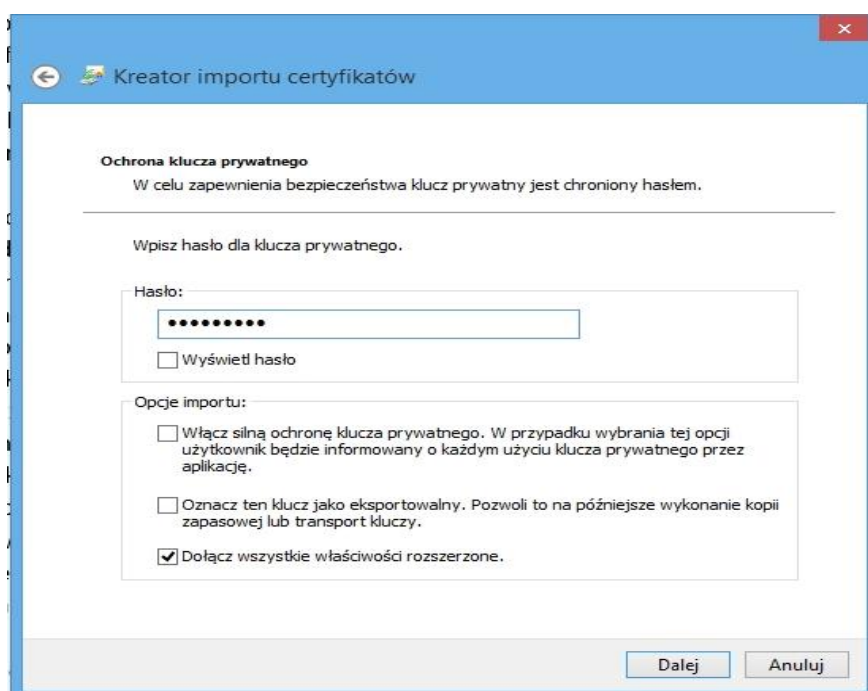 Kreator importu certyfikatów
Ochrona klucza prywatnego
W celu zapewnienia bezpieczeństwa klucz prywatny jest chroniony hasłem.
Wpisz hasło dla klucza prywatnego.
Hasło:
•••••••••
Wyświetl hasło
Opcje importu:
Włącz silną ochronę klucza prywatnego. W przypadku wybrania tej opcji
użytkownik będzie informowany o każdym użyciu klucza prywatnego przez
aplikację.
Oznacz ten klucz jako eksportowalny. Pozwoli to na późniejsze wykonanie kopii
zapasowej lub transport kluczy.
Dołącz wszystkie właściwości rozszerzone.
Dalej
Anuluj